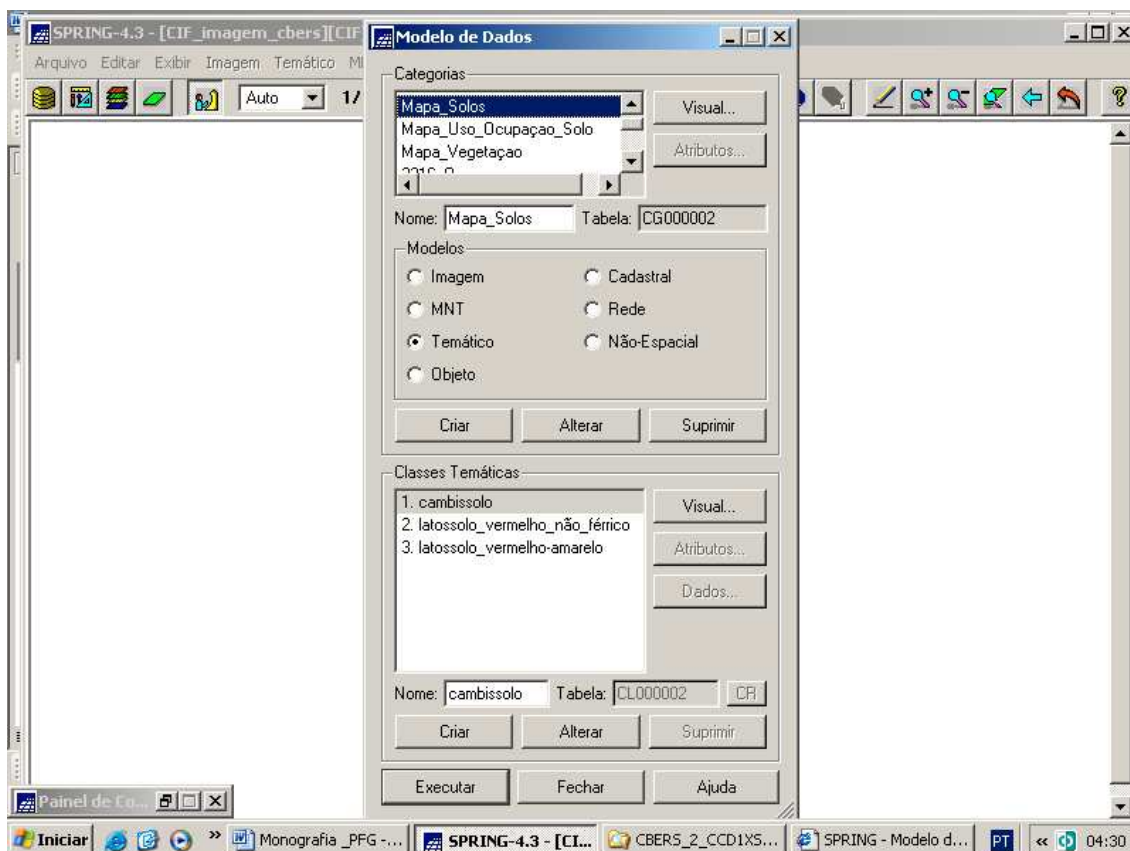 SPRING-4.3 - [CIF_imagem_cbers][CIF
Arquivo Editar Exibir Imagem Temático
Auto 1/
Modelo de Dados
Categorias
Mapa_Solos
Mapa_Uso_Ocupaçao_Solo
Mapa_Vegetaçao
Visual...
Atributos...
Nome: Mapa_Solos Tabela: CG000002
Modelos
Imagem Cadastral
MNT Rede
Temático Não-Espacial
Objeto
Criar Alterar Suprimir
Classes Temáticas
1. cambissolo
2. latossolo_vermelho_não_férrico
3. latossolo_vermelho-amarelo
Visual...
Atributos...
Dados...
Nome: cambissolo Tabela: CL000002 CR
Criar Alterar Suprimir
Executar Fechar Ajuda
Painel de Co...
Iniciar » Monografia _PFG -... SPRING-4.3 - [CI... CBERS_2_CCD1XS... SPRING - Modelo d... PT « 04:30